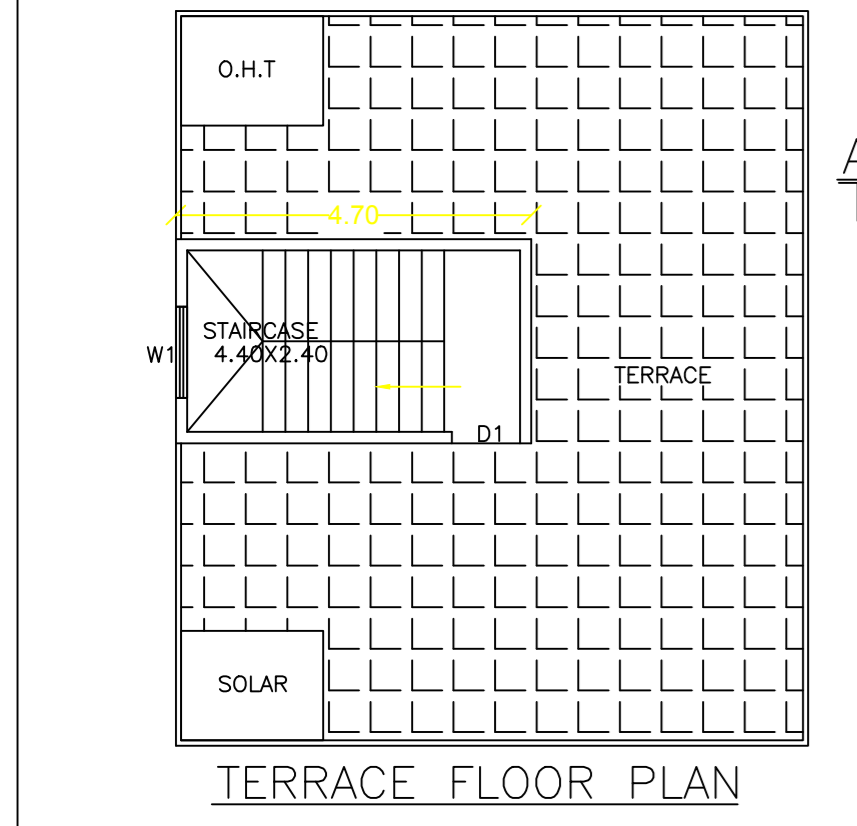 O.H.T
4.70
STAIRCASE
W1 4.40X2.40
TERRACE
D1
SOLAR
TERRACE FLOOR PLAN